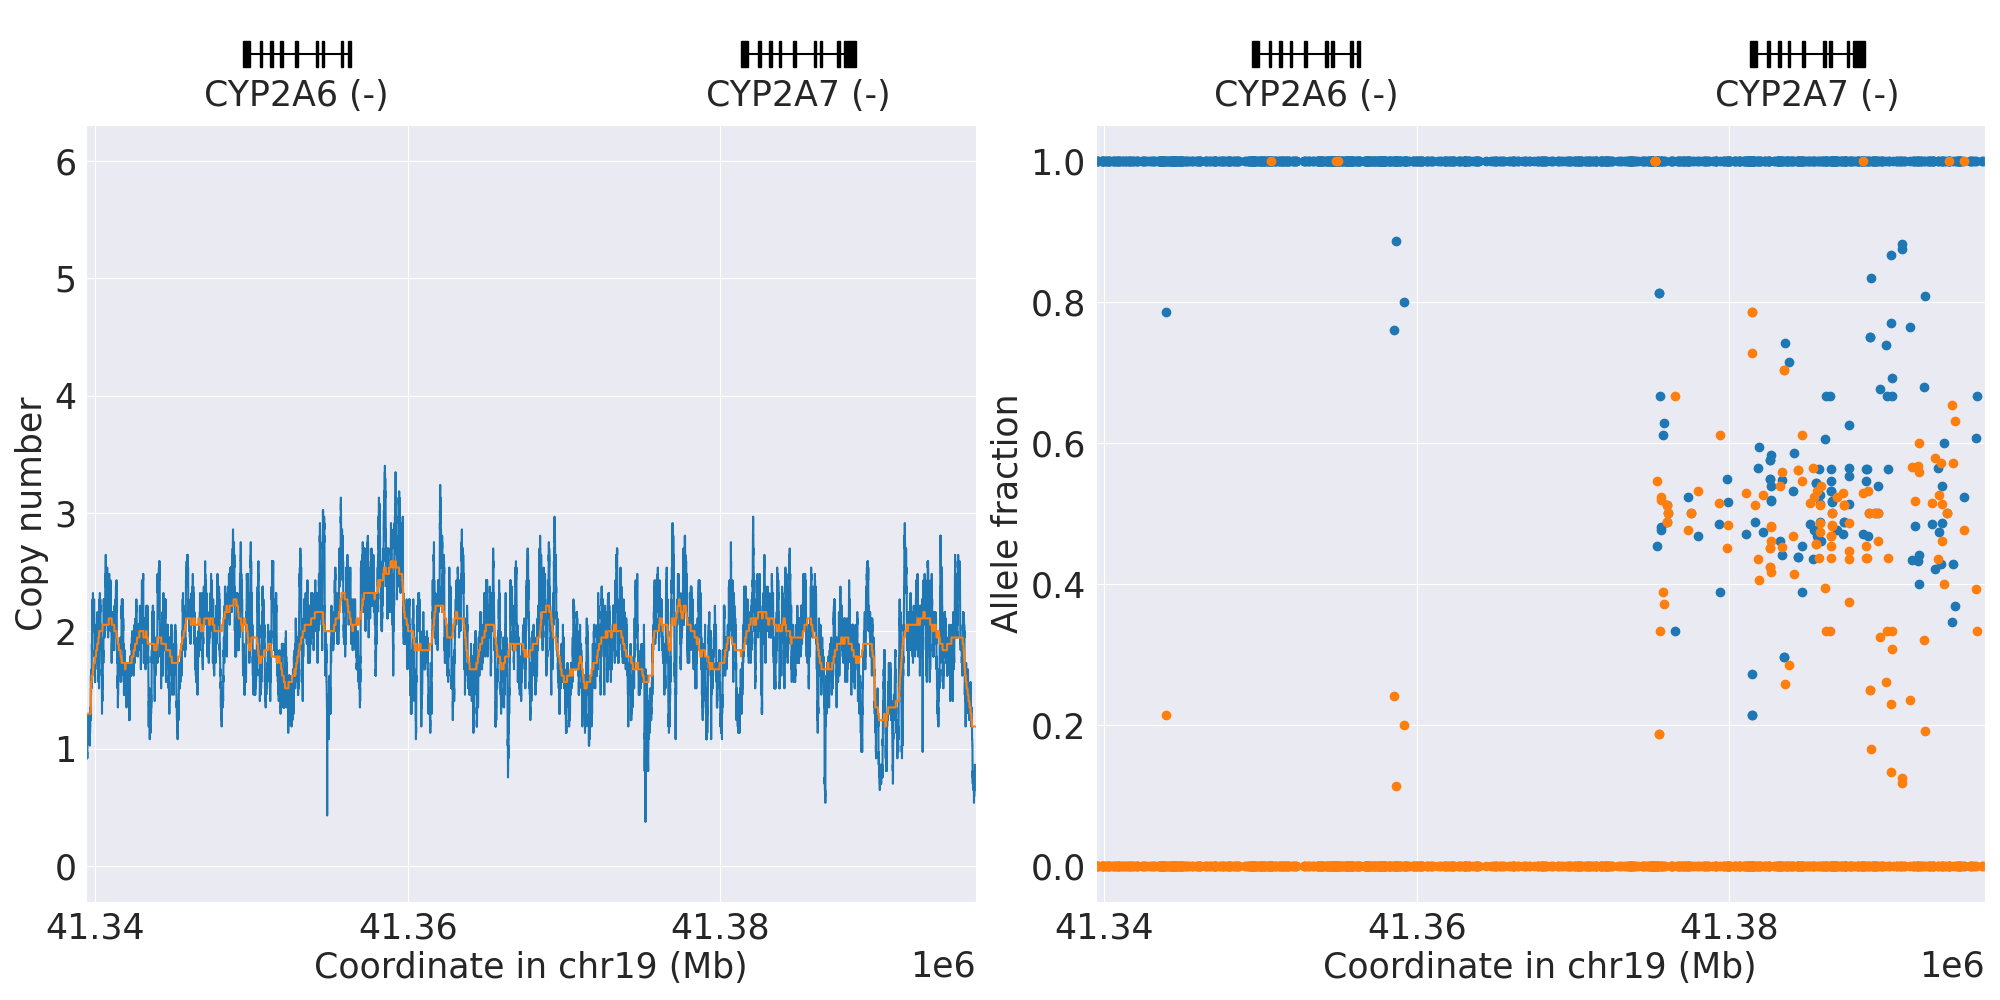 CYP2A6 (-)
CYP2A7 (-)
6
5
4
3
2
1
0
Copy number
41.34
41.36
41.38
Coordinate in chr19 (Mb)
1e6
CYP2A6 (-)
CYP2A7 (-)
1.0
0.8
0.6
0.4
0.2
0.0
Allele fraction
41.34
41.36
41.38
Coordinate in chr19 (Mb)
1e6